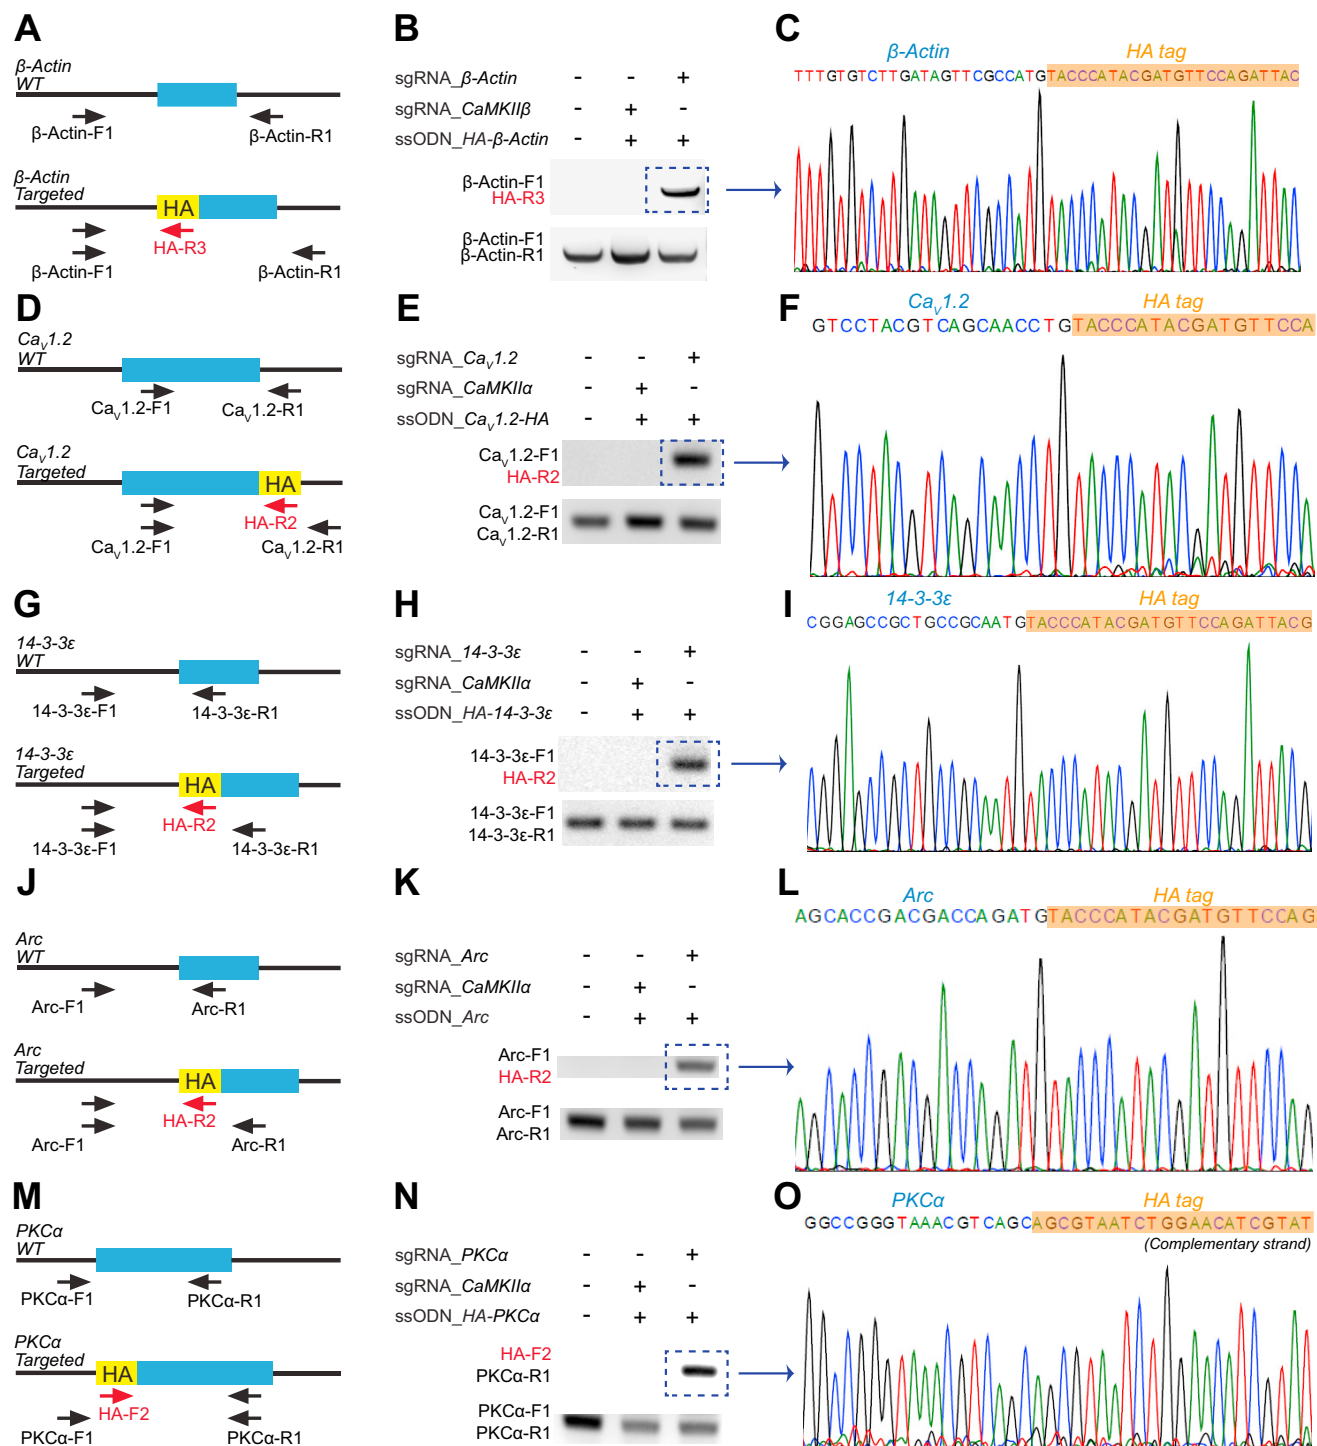 A
β-Actin
WT
β-Actin-F1
β-Actin-R1
β-Actin
Targeted
HA
HA-R3
β-Actin-F1
β-Actin-R1
B
sgRNA_β-Actin - - +
sgRNA_CaMKIIβ - + -
ssODN_HA-β-Actin - + +
β-Actin-F1
HA-R3
β-Actin-F1
β-Actin-R1
C
β-Actin HA tag
TTTGTGTCTTGATAGTTCGCCATGTACCCATACGATGTTCCAGATTAC
D
CaV1.2
WT
CaV1.2-F1
CaV1.2-R1
CaV1.2
Targeted
HA
HA-R2
CaV1.2-F1
CaV1.2-R1
E
sgRNA_CaV1.2 - - +
sgRNA_CaMKIIα - + -
ssODN_CaV1.2-HA - + +
CaV1.2-F1
HA-R2
CaV1.2-F1
CaV1.2-R1
F
CaV1.2 HA tag
GTCCTACGTCAGCAACCTGTACCCATACGATGTTCCA
G
14-3-3ε
WT
14-3-3ε-F1
14-3-3ε-R1
14-3-3ε
Targeted
HA
HA-R2
14-3-3ε-F1
14-3-3ε-R1
H
sgRNA_14-3-3ε - - +
sgRNA_CaMKIIα - + -
ssODN_HA-14-3-3ε - + +
14-3-3ε-F1
HA-R2
14-3-3ε-F1
14-3-3ε-R1
I
14-3-3ε HA tag
CGGAGCCGCTGCCGCAATGTACCCATACGATGTTCCAGATTACG
J
Arc
WT
Arc-F1
Arc-R1
Arc
Targeted
HA
HA-R2
Arc-F1
Arc-R1
K
sgRNA_Arc - - +
sgRNA_CaMKIIα - + -
ssODN_Arc - + +
Arc-F1
HA-R2
Arc-F1
Arc-R1
L
Arc HA tag
AGCACCGACGACCAGATGTACCCATACGATGTTCCAG
M
PKCα
WT
PKCα-F1
PKCα-R1
PKCα
Targeted
HA
HA-F2
PKCα-F1
PKCα-R1
N
sgRNA_PKCα - - +
sgRNA_CaMKIIα - + -
ssODN_HA-PKCα - + +
HA-F2
PKCα-R1
PKCα-F1
PKCα-R1
O
PKCα HA tag
GGCCGGGTAAACGTCAGCAGCGTAATCTGGAACATCGTAT
(Complementary strand)